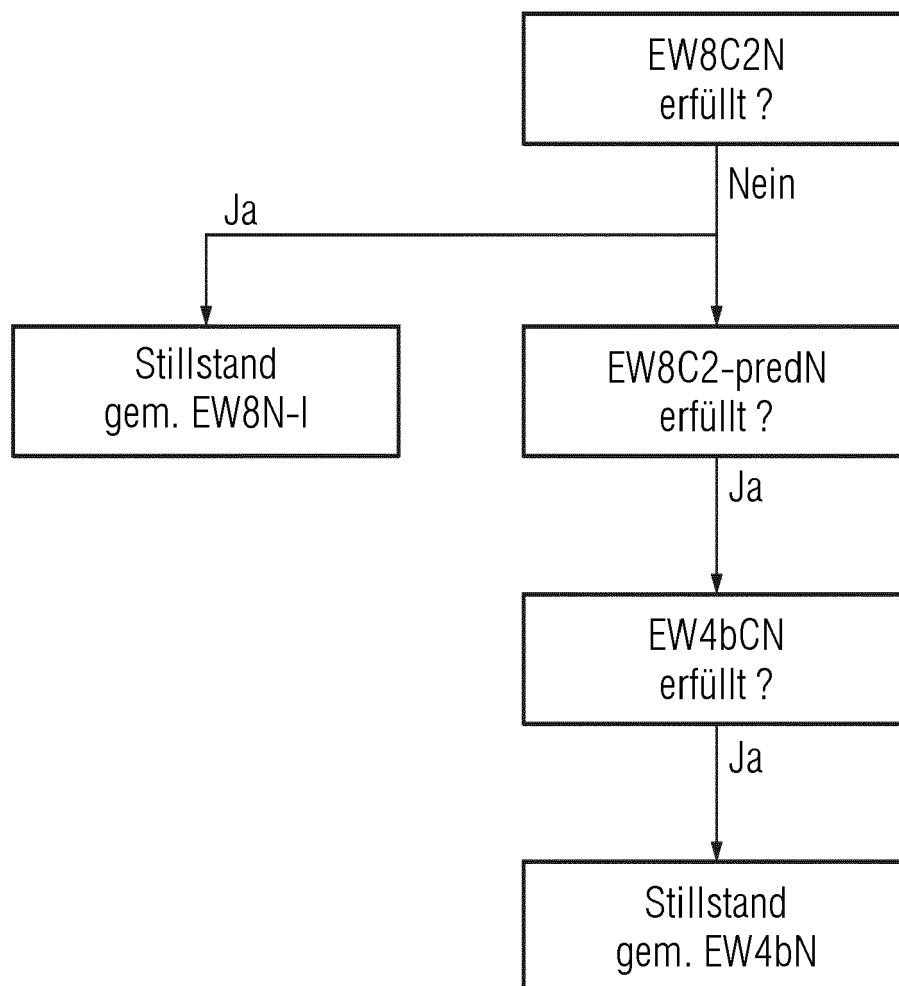 EW8C2N
erfüllt ?
Nein
Ja
Stillstand
gem. EW8N-I
EW8C2-predN
erfüllt ?
Ja
EW4bCN
erfüllt ?
Ja
Stillstand
gem. EW4bN